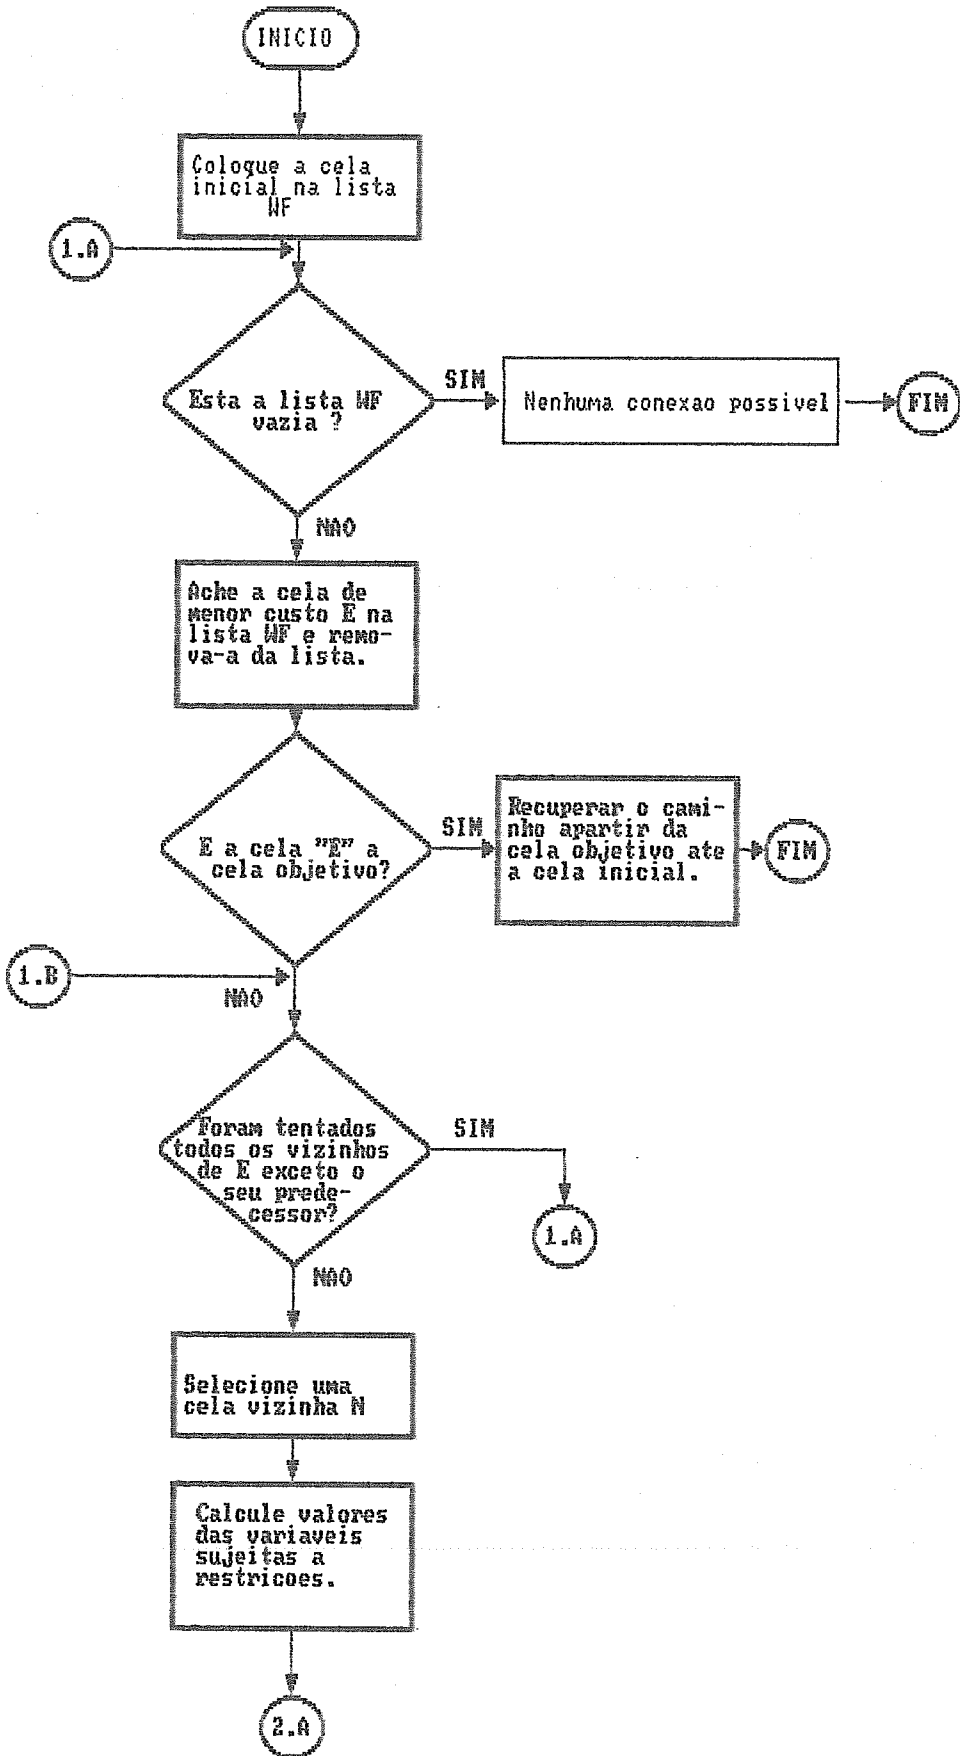 INICIO
Coloque a cela
inicial na lista
WF
1.A
Esta a lista WF
vazia ?
SIM
Nenhuma conexao possivel
FIM
NAO
Ache a cela de
menor custo E na
lista WF e remo-
va-a da lista.
E a cela "E" a
cela objetivo?
SIM
Recuperar o cami-
nho apartir da
cela objetivo ate
a cela inicial.
FIM
1.B
NAO
Foram tentados
todos os vizinhos
de E exceto o
seu prede-
cessor?
SIM
1.A
NAO
Selecione uma
cela vizinha N
Calcule valores
das variaveis
sujeitas a
restricoes.
2.A